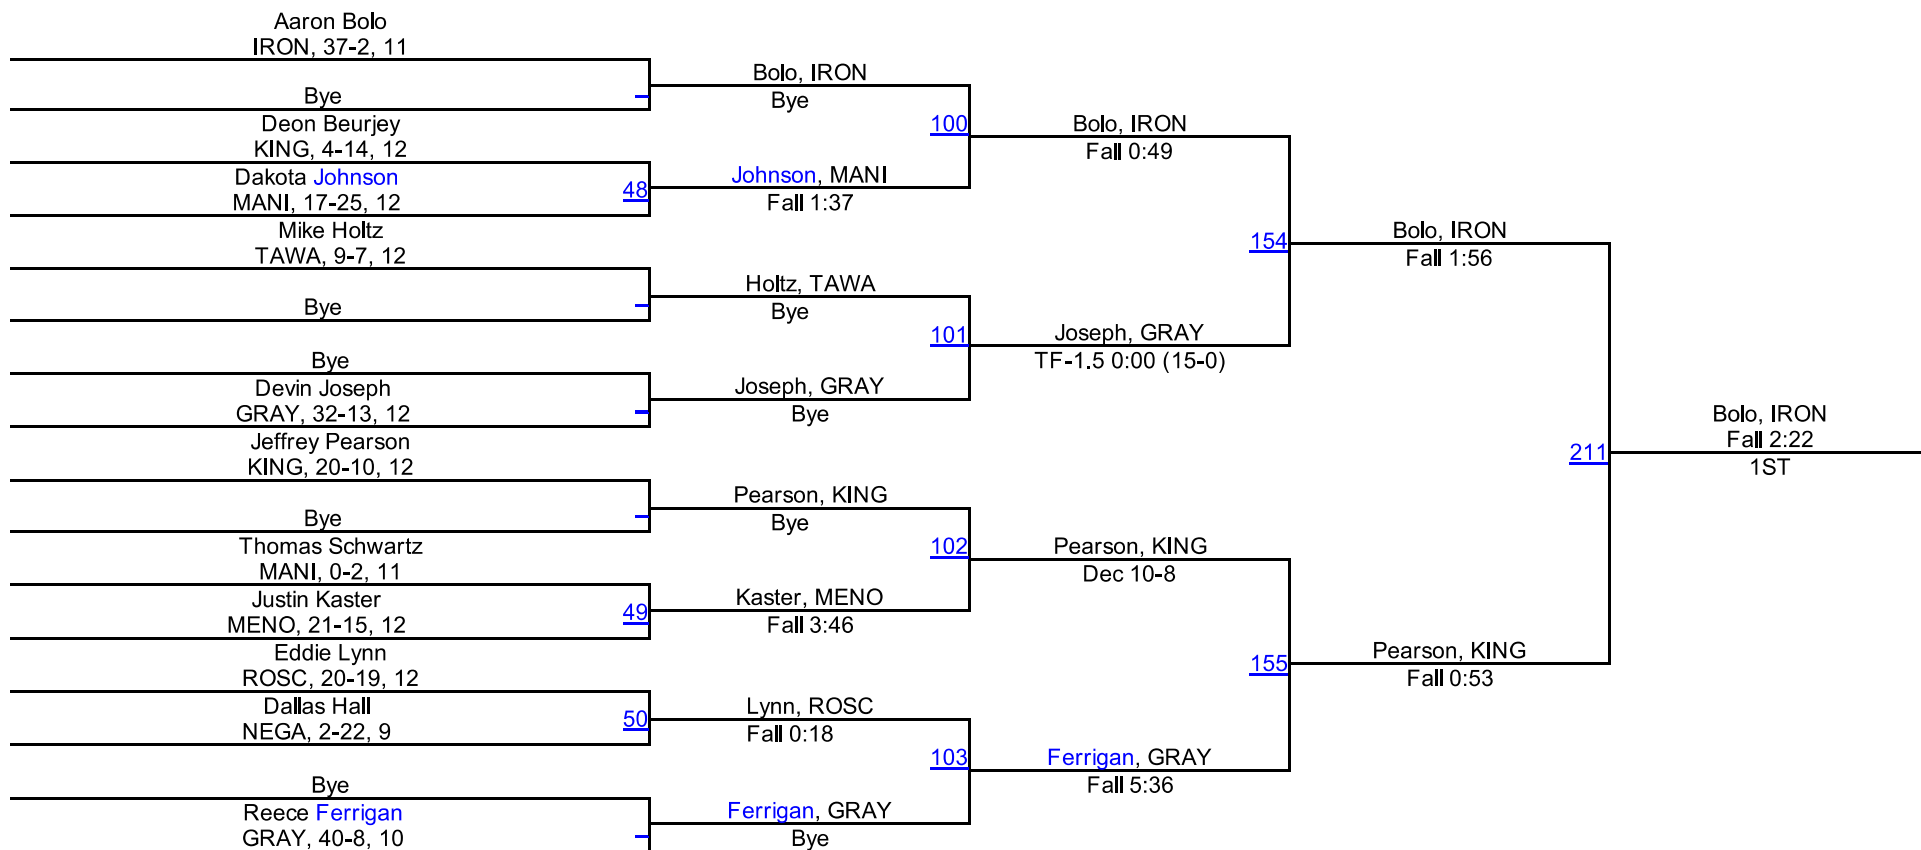 Aaron Bolo
IRON, 37-2, 11
Bye
Deon Beurjey
KING, 4-14, 12
Dakota Johnson
MANI, 17-25, 12
48
Mike Holtz
TAWA, 9-7, 12
Bye
Bye
Devin Joseph
GRAY, 32-13, 12
Jeffrey Pearson
KING, 20-10, 12
Bye
Thomas Schwartz
MANI, 0-2, 11
Justin Kaster
MENO, 21-15, 12
49
Eddie Lynn
ROSC, 20-19, 12
Dallas Hall
NEGA, 2-22, 9
50
Bye
Reece Ferrigan
GRAY, 40-8, 10
Bolo, IRON
Bye
100
Johnson, MANI
Fall 1:37
Holtz, TAWA
Bye
101
Joseph, GRAY
Bye
Pearson, KING
Bye
102
Kaster, MENO
Fall 3:46
Lynn, ROSC
Fall 0:18
103
Ferrigan, GRAY
Bye
Bolo, IRON
Fall 0:49
154
Joseph, GRAY
TF-1.5 0:00 (15-0)
Pearson, KING
Dec 10-8
155
Ferrigan, GRAY
Fall 5:36
Bolo, IRON
Fall 1:56
211
Pearson, KING
Fall 0:53
Bolo, IRON
Fall 2:22
1ST